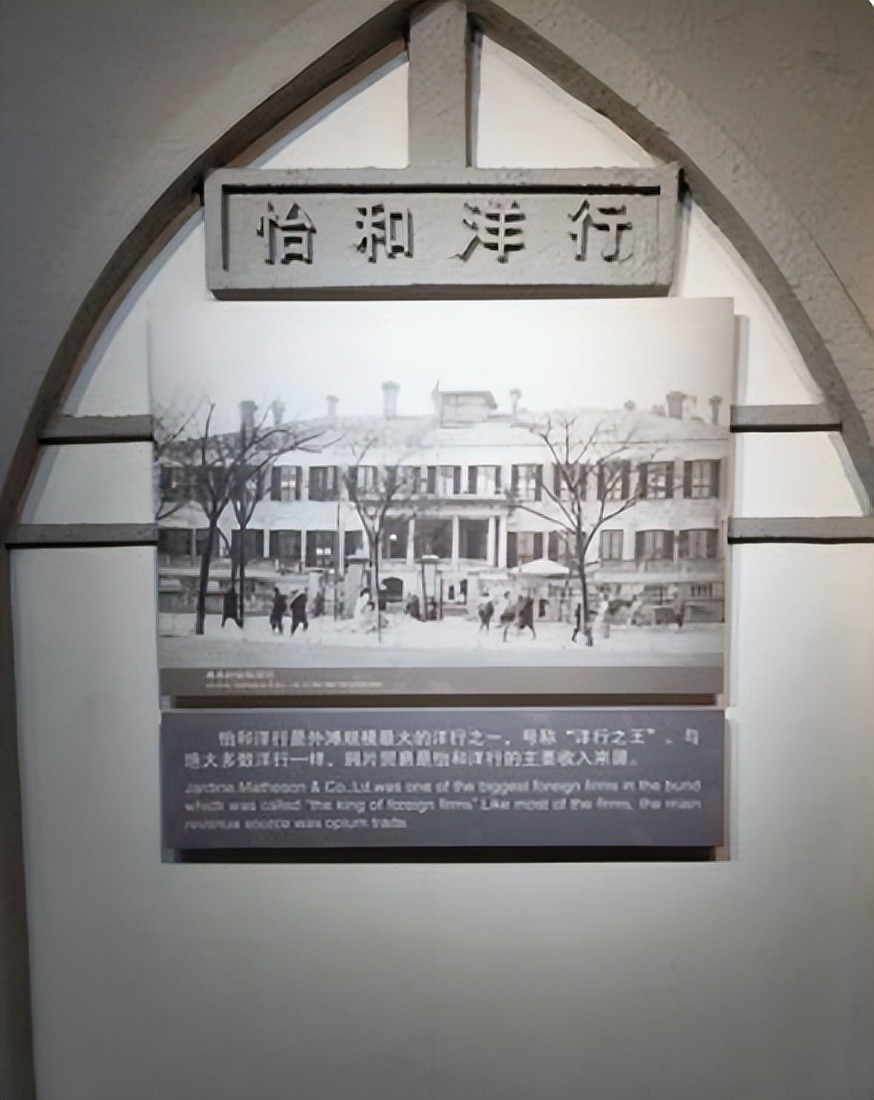 怡和洋行
怡和洋行是外滩规模最大的洋行之一，号称“洋行之王”。与
绝大多数洋行一样，鸦片贸易是怡和洋行的主要收入来源。
Jardine Matheson & Co., Ltd was one of the biggest foreign firms in the bund
which was called "the king of foreign firms" Like most of the firms, the main
revenue source was opium trade.